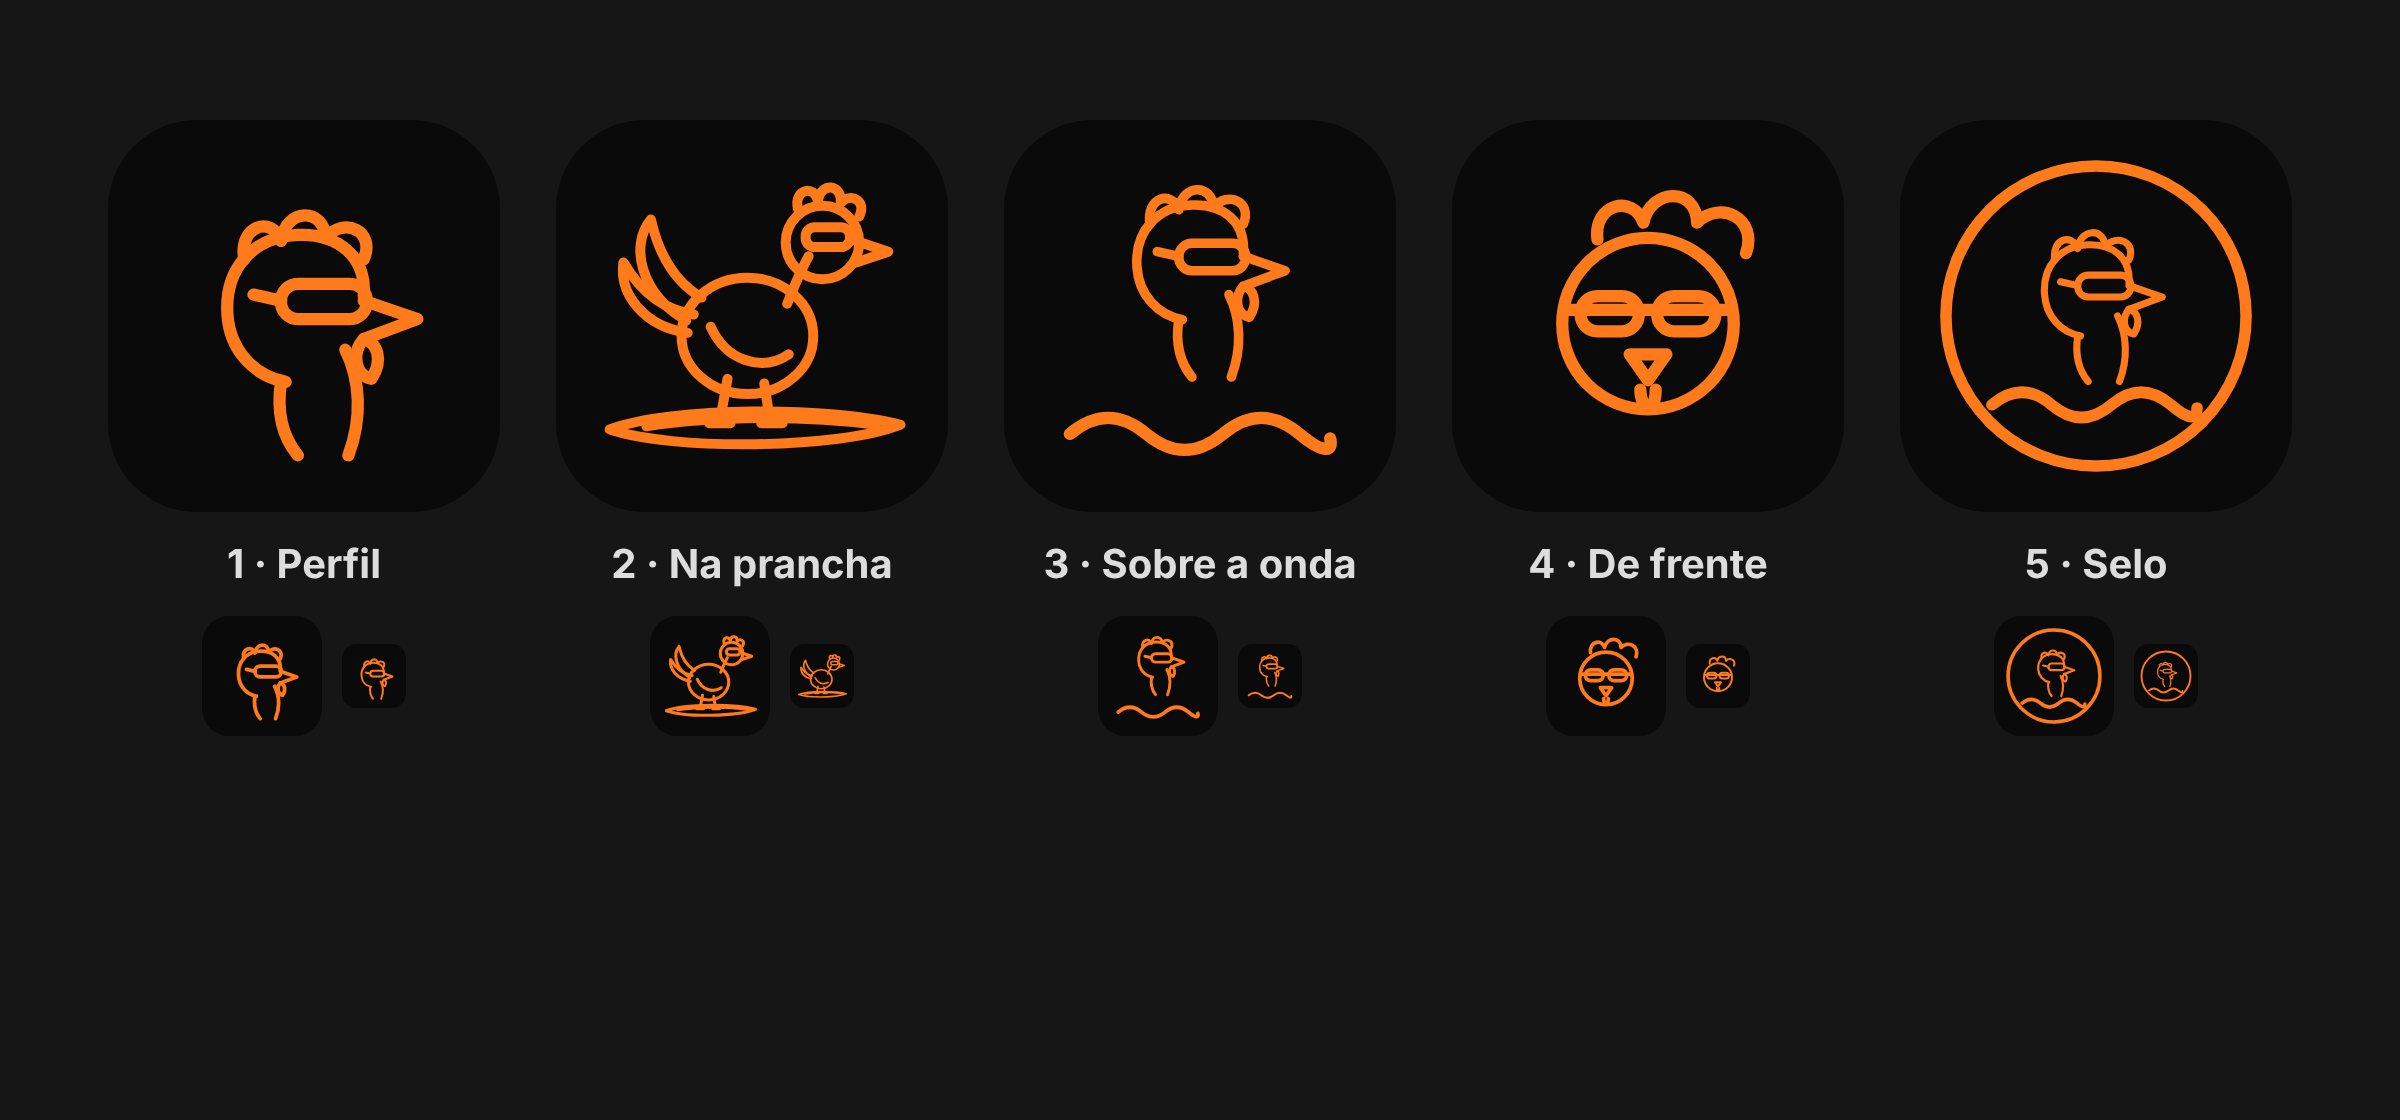 1 · Perfil
2 · Na prancha
3 · Sobre a onda
4 · De frente
5 · Selo